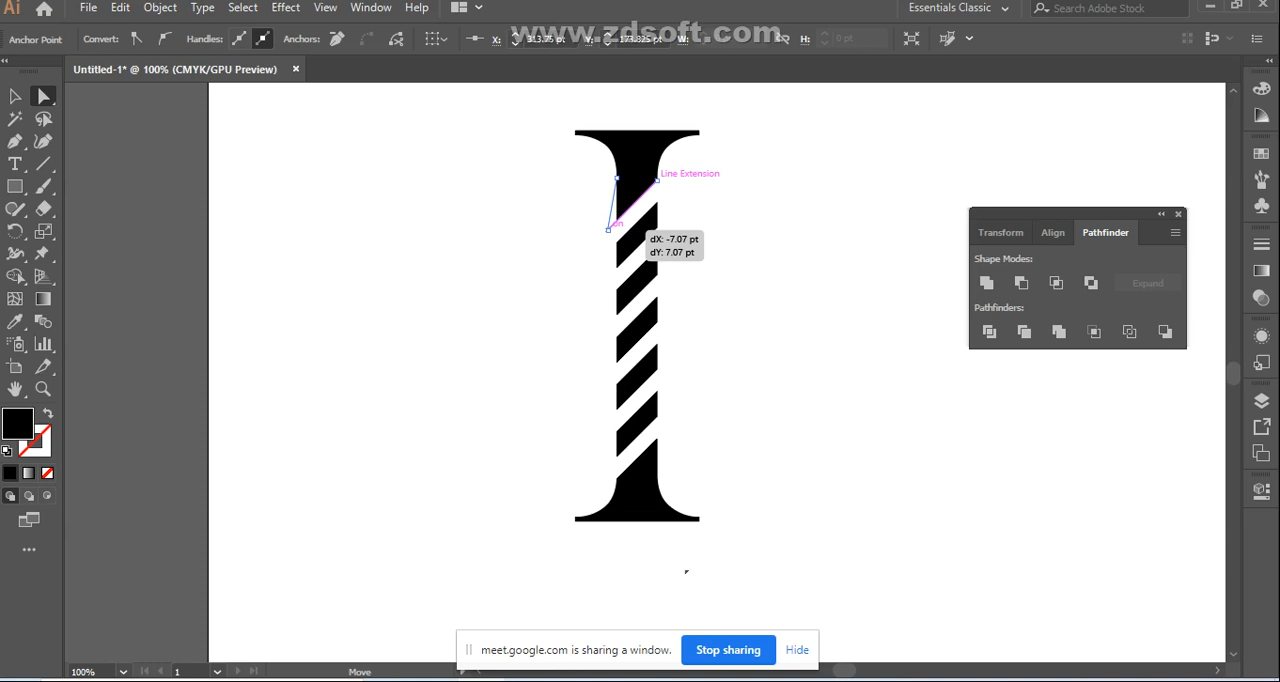 Ai File Edit Object Type Select Effect View Window Help Essentials Classic Search Adobe Stock
www.zdsoft.com
Anchor Point Convert: Handles: Anchors: X: 313.75 pt Y: W: H: 0 pt
Untitled-1* @ 100% (CMYK/GPU Preview) ×
Line Extension
dX: -7.07 pt
dY: 7.07 pt
Transform Align Pathfinder
Shape Modes:
Expand
Pathfinders:
meet.google.com is sharing a window. Stop sharing Hide
100% 1 Move